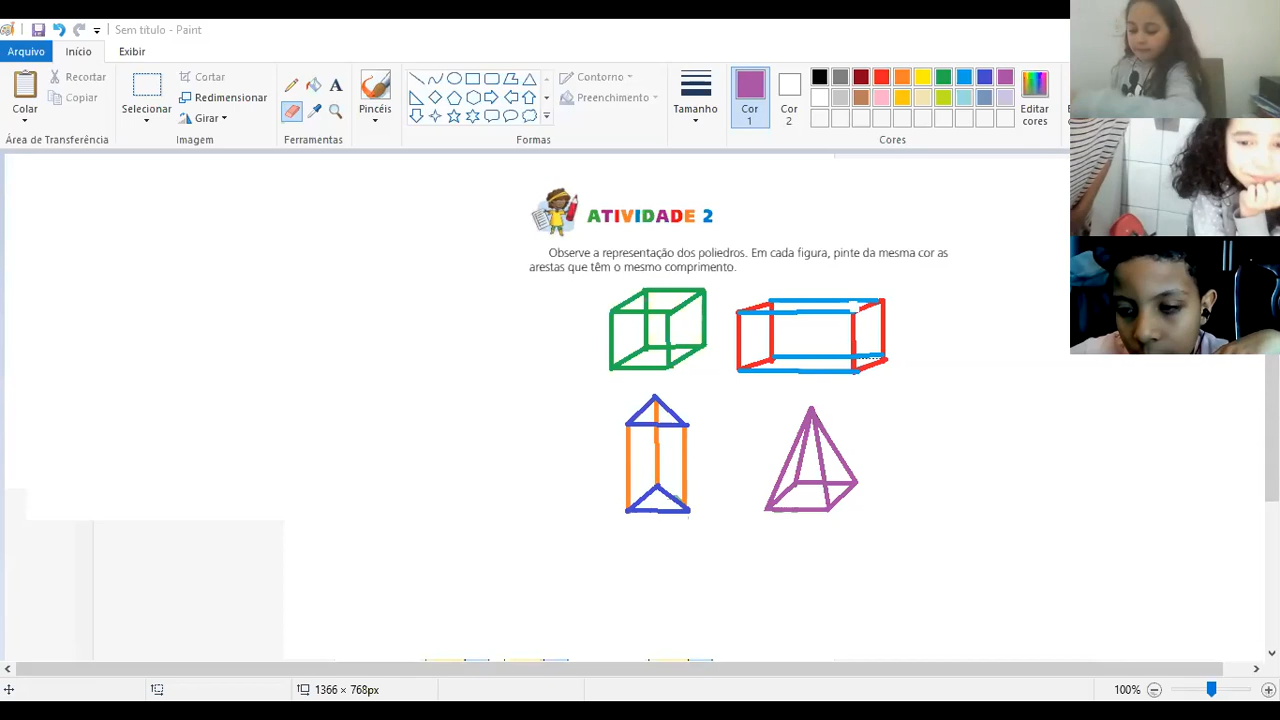 Sem título - Paint
Arquivo Início Exibir
Colar
Recortar
Copiar
Área de Transferência
Selecionar
Cortar
Redimensionar
Girar
Imagem
A
Ferramentas
Pincéis
Contorno
Preenchimento
Formas
Tamanho
Cor
1
Cor
2
Editar
cores
Cores
ATIVIDADE 2
Observe a representação dos poliedros. Em cada figura, pinte da mesma cor as
arestas que têm o mesmo comprimento.
1366 × 768px
100%